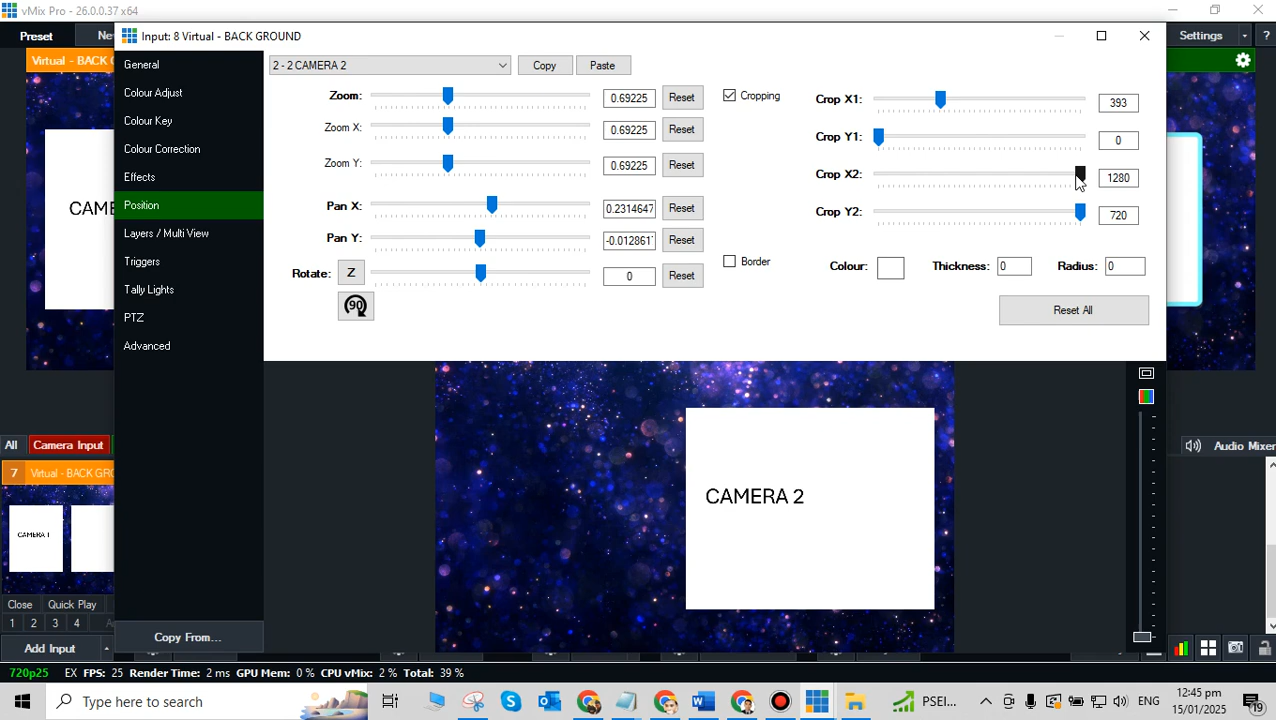 vMix Pro - 26.0.0.37 x64
Preset
Settings
?
Input: 8 Virtual - BACK GROUND
Virtual - BACK
General
Colour Adjust
Colour Key
Colour Correction
Effects
Position
Layers / Multi View
Triggers
Tally Lights
PTZ
Advanced
Copy From...
2 - 2 CAMERA 2
Copy
Paste
Zoom: 0.69225 Reset
Zoom X: 0.69225 Reset
Zoom Y: 0.69225 Reset
Pan X: 0.2314647 Reset
Pan Y: -0.012861 Reset
Rotate: Z 0 Reset
90
Cropping
Crop X1: 393
Crop Y1: 0
Crop X2: 1280
Crop Y2: 720
Border
Colour: Thickness: 0 Radius: 0
Reset All
CAMERA 2
All
Camera Input
Audio Mixer
7 Virtual - BACK GR
CAMERA 1
Close Quick Play
1 2 3 4
Add Input
720p25 EX FPS: 25 Render Time: 2 ms GPU Mem: 0 % CPU vMix: 2 % Total: 39 %
Type here to search
PSEI...
ENG
12:45 pm
15/01/2025
19